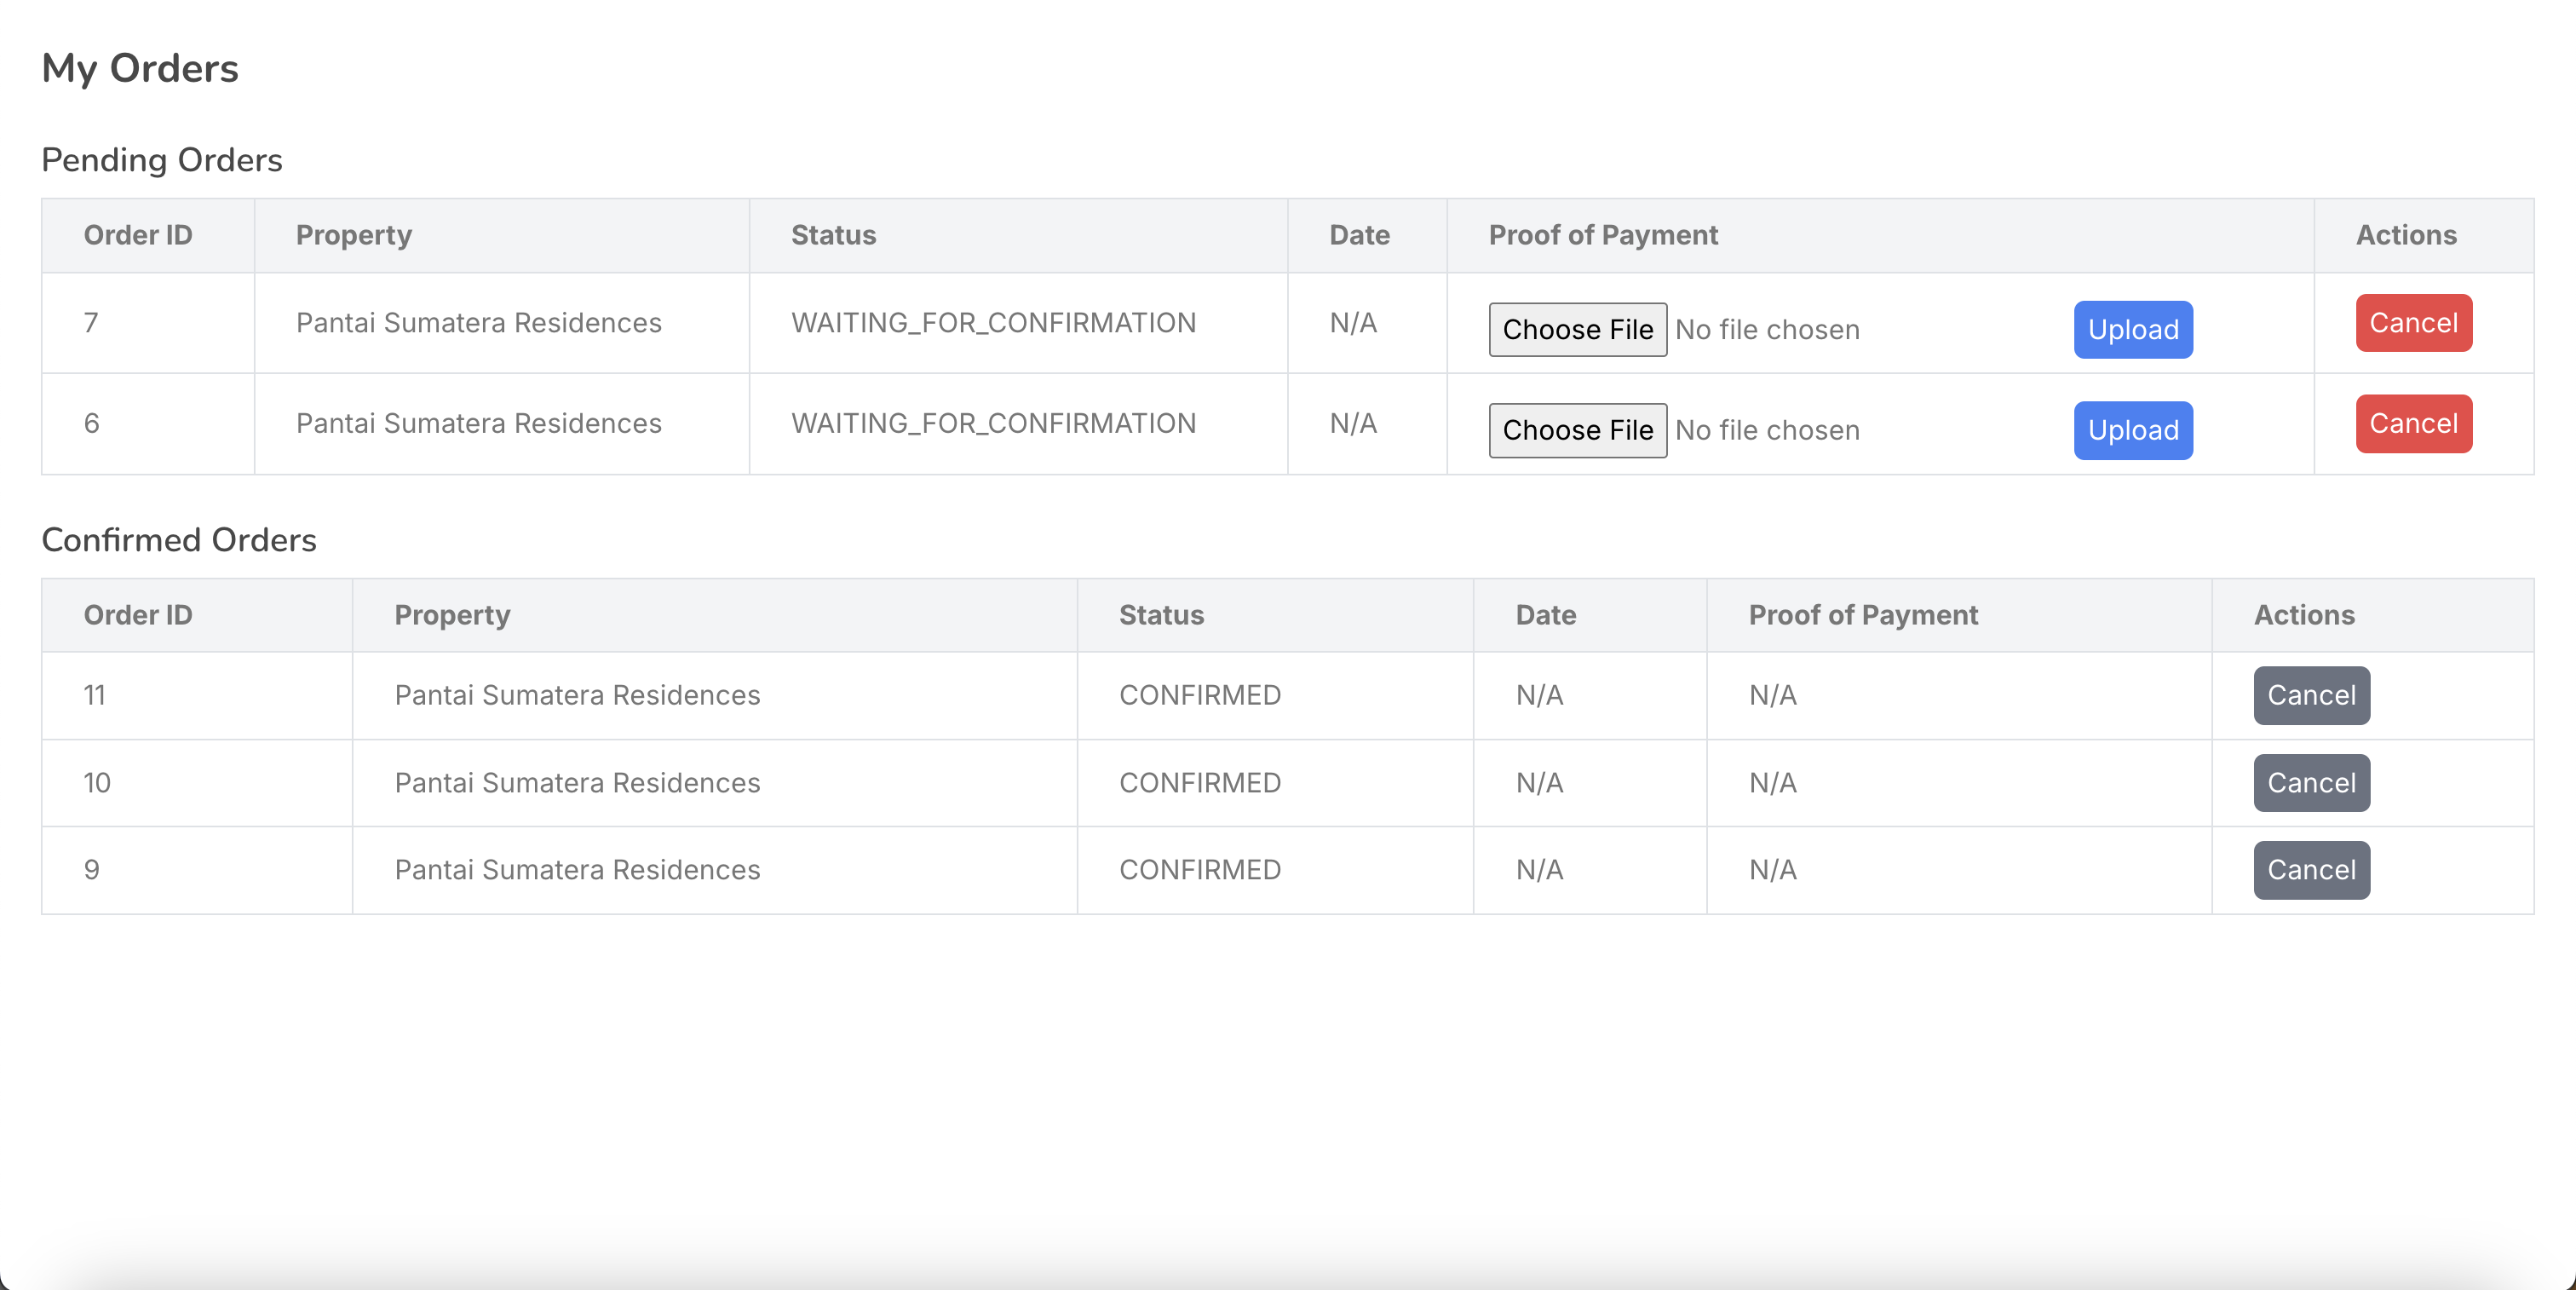 My Orders
Pending Orders
Order ID Property Status Date Proof of Payment Actions
7 Pantai Sumatera Residences WAITING_FOR_CONFIRMATION N/A Choose File No file chosen Upload Cancel
6 Pantai Sumatera Residences WAITING_FOR_CONFIRMATION N/A Choose File No file chosen Upload Cancel
Confirmed Orders
Order ID Property Status Date Proof of Payment Actions
11 Pantai Sumatera Residences CONFIRMED N/A N/A Cancel
10 Pantai Sumatera Residences CONFIRMED N/A N/A Cancel
9 Pantai Sumatera Residences CONFIRMED N/A N/A Cancel